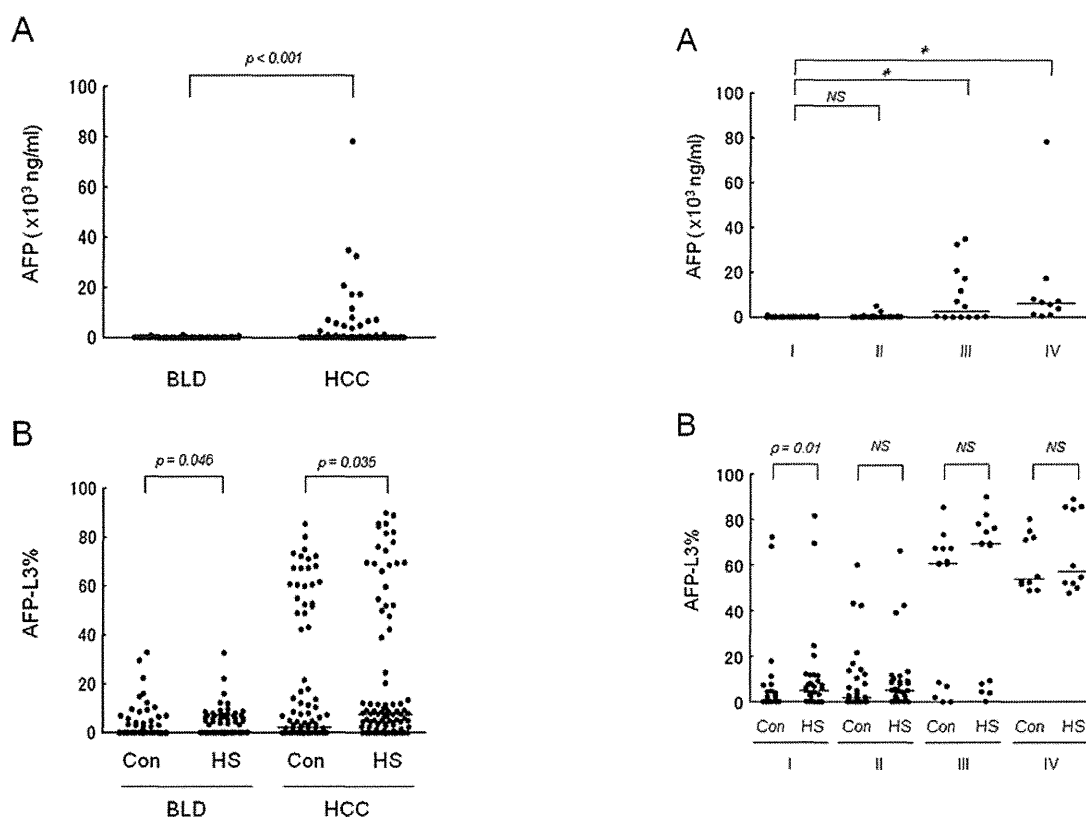 A
p < 0.001
100
80
60
40
20
0
AFP ( x10³ ng/ml)
BLD HCC
B
p = 0.046 p = 0.035
100
80
60
40
20
0
AFP-L3%
Con HS Con HS
BLD HCC
A
*
*
NS
100
80
60
40
20
0
AFP ( x10³ ng/ml)
I II III IV
B
p = 0.01 NS NS NS
100
80
60
40
20
0
AFP-L3%
Con HS Con HS Con HS Con HS
I II III IV